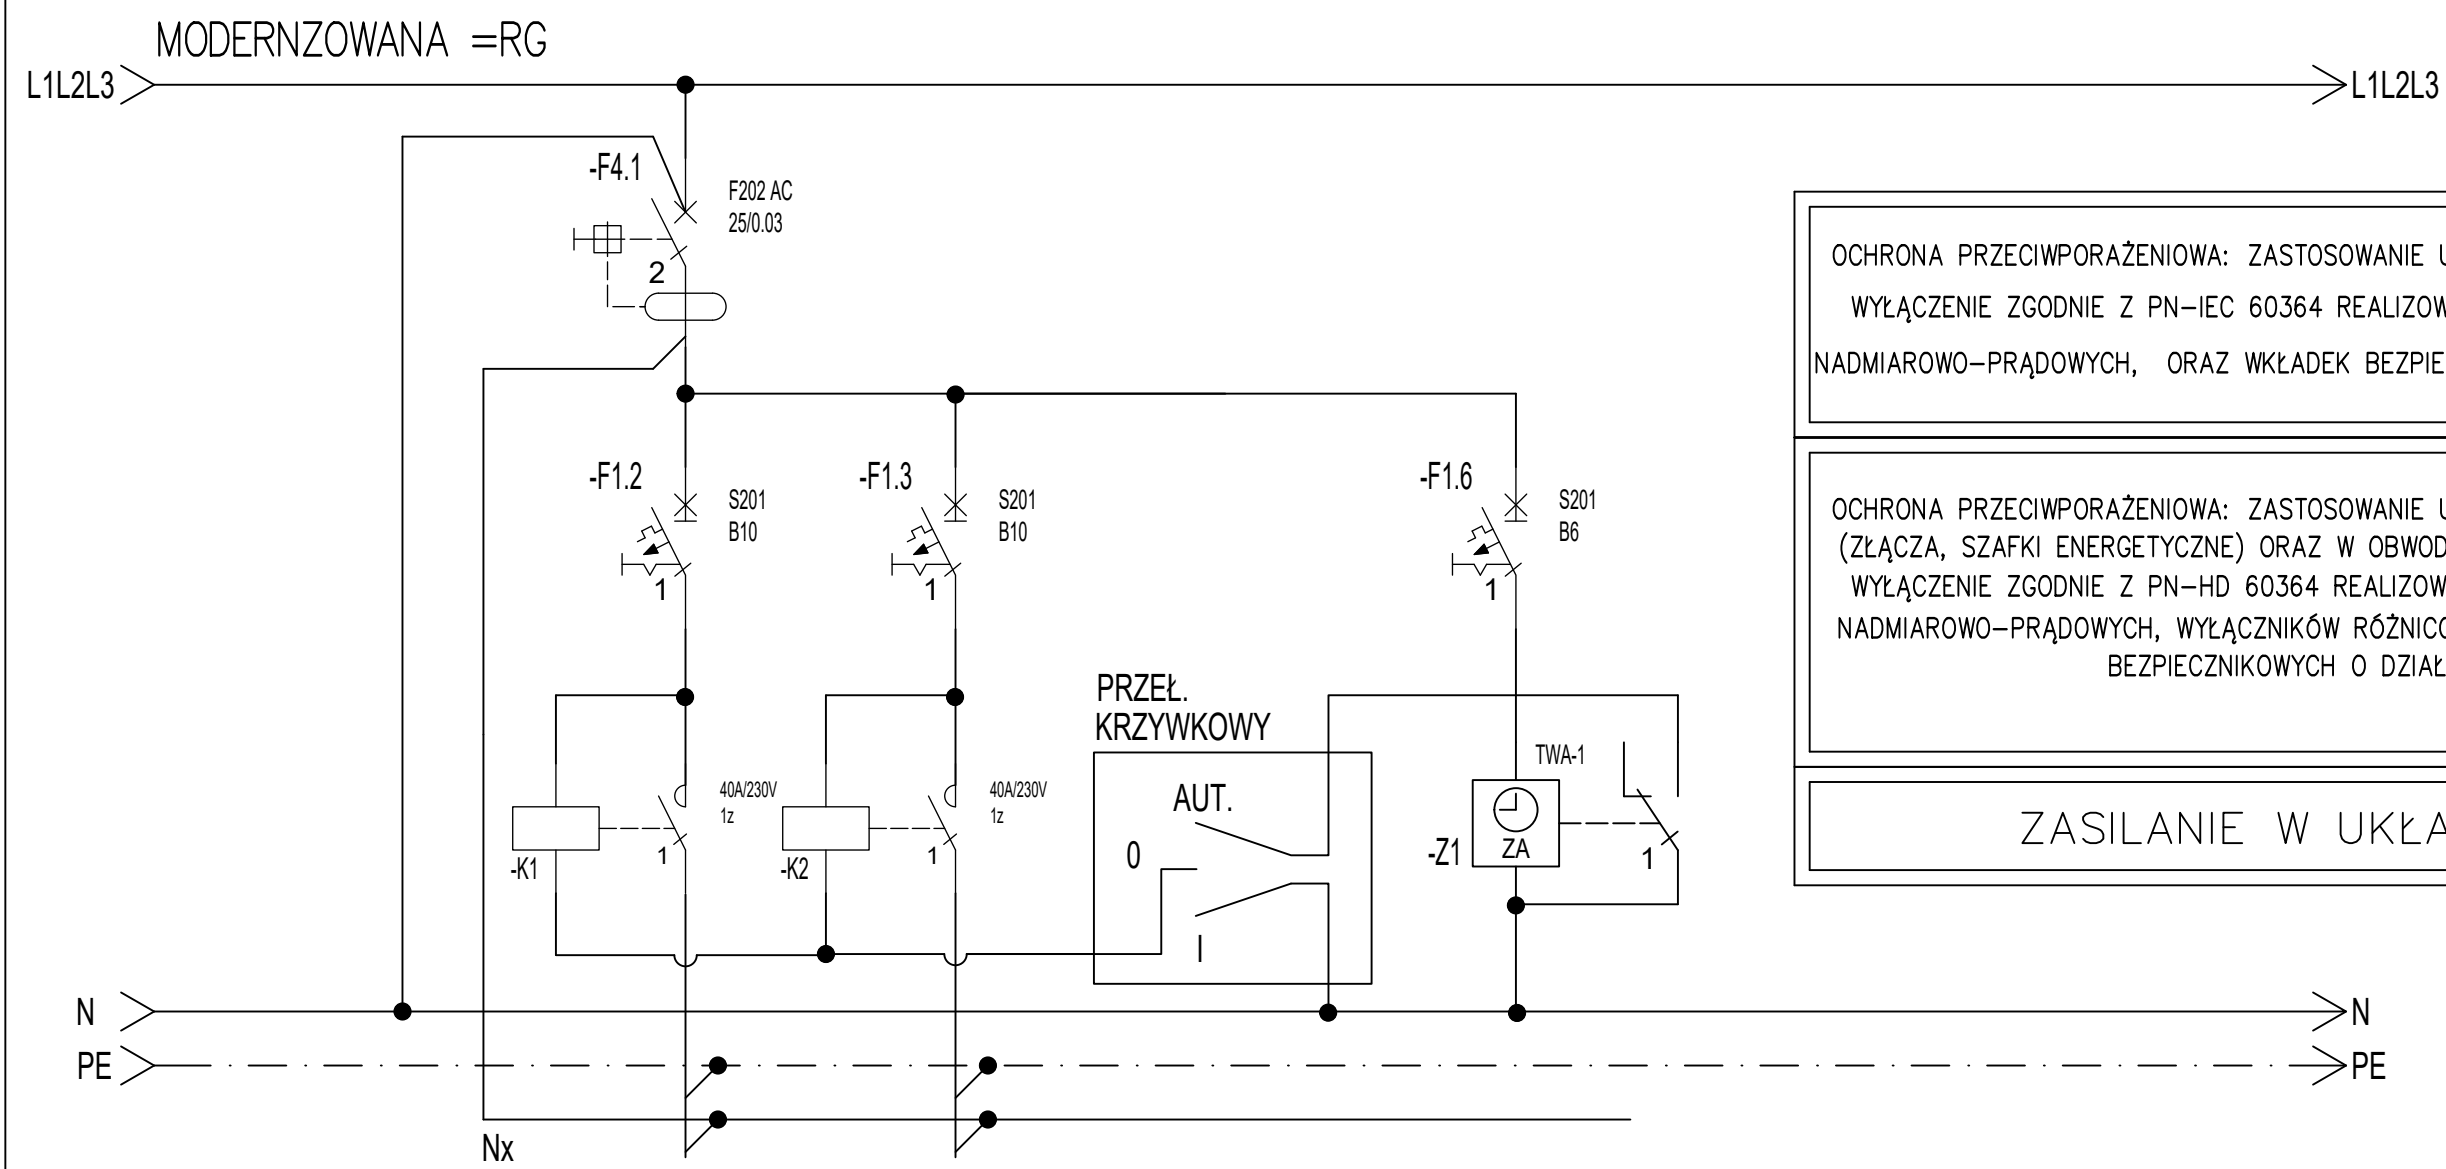 MODERNZOWANA =RG
L1L2L3
L1L2L3
-F4.1
F202 AC
25/0.03
2
-F1.2
S201
B10
1
-F1.3
S201
B10
1
-F1.6
S201
B6
1
PRZEŁ.
KRZYWKOWY
AUT.
0
I
40A/230V
1z
-K1
1
40A/230V
1z
-K2
1
TWA-1
-Z1
ZA
1
N
N
PE
PE
Nx
OCHRONA PRZECIWPORAŻENIOWA: ZASTOSOWANIE
WYŁĄCZENIE ZGODNIE Z PN-IEC 60364 REALIZOW
NADMIAROWO-PRĄDOWYCH, ORAZ WKŁADEK BEZPIE
OCHRONA PRZECIWPORAŻENIOWA: ZASTOSOWANIE
(ZŁĄCZA, SZAFKI ENERGETYCZNE) ORAZ W OBWOD
WYŁĄCZENIE ZGODNIE Z PN-HD 60364 REALIZOW
NADMIAROWO-PRĄDOWYCH, WYŁĄCZNIKÓW RÓŻNICO
BEZPIECZNIKOWYCH O DZIAŁ
ZASILANIE W UKŁA